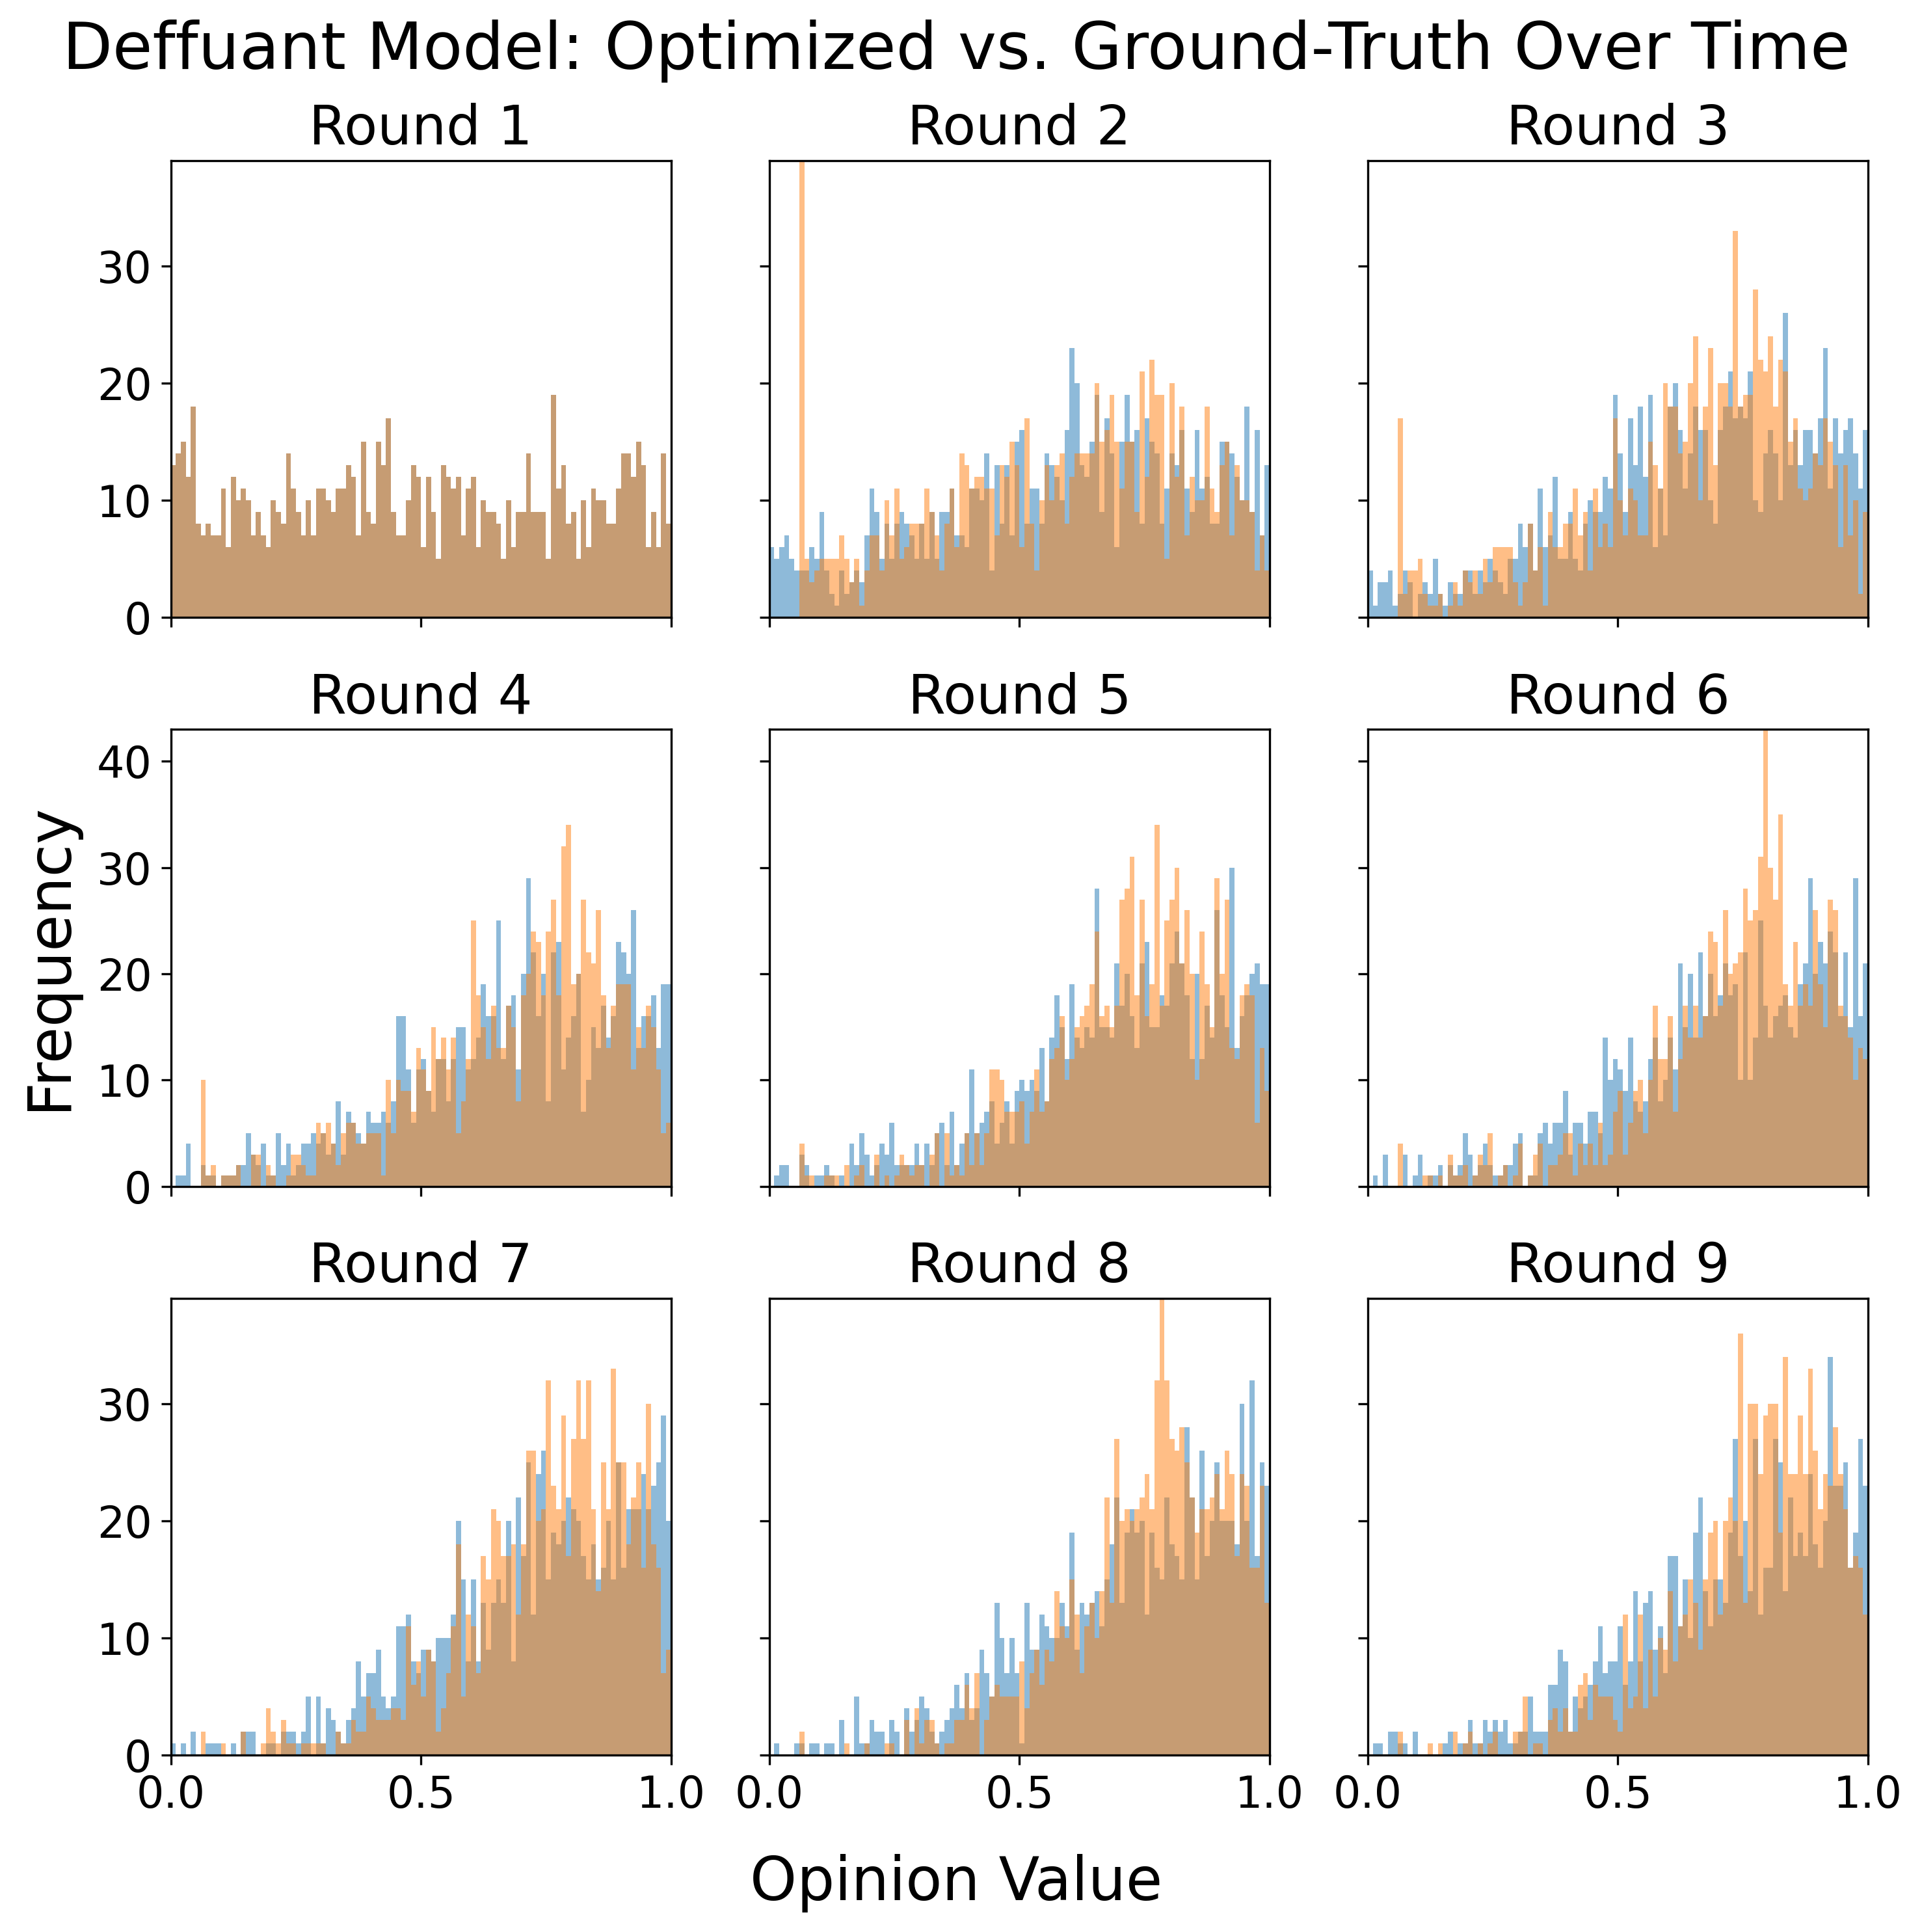 Deffuant Model: Optimized vs. Ground-Truth Over Time
Round 1
Round 2
Round 3
30
20
10
0
Round 4
Round 5
Round 6
40
30
20
10
0
Frequency
Round 7
Round 8
Round 9
30
20
10
0
0.0 0.5 1.0 0.0 0.5 1.0 0.0 0.5 1.0
Opinion Value